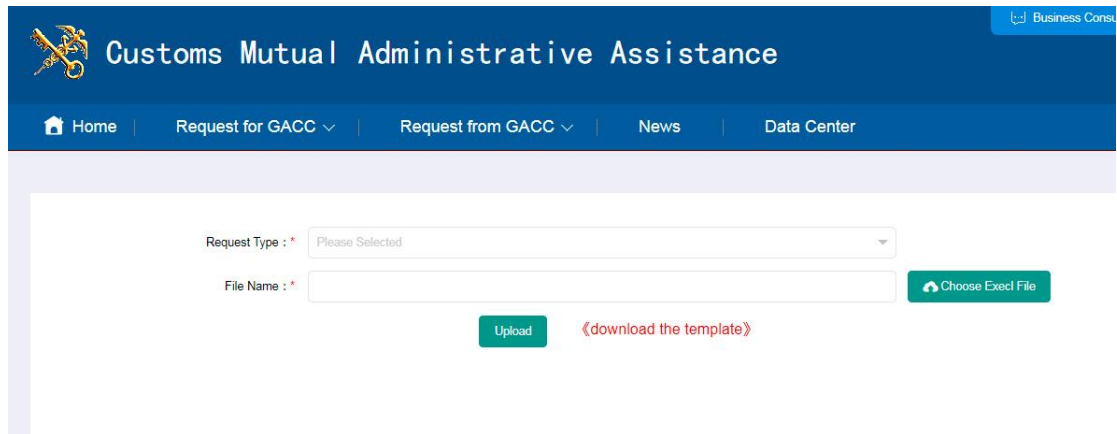 Business Consu
Customs Mutual Administrative Assistance
Home Request for GACC Request from GACC News Data Center
Request Type : * Please Selected
File Name : * Choose Execl File
Upload 《download the template》